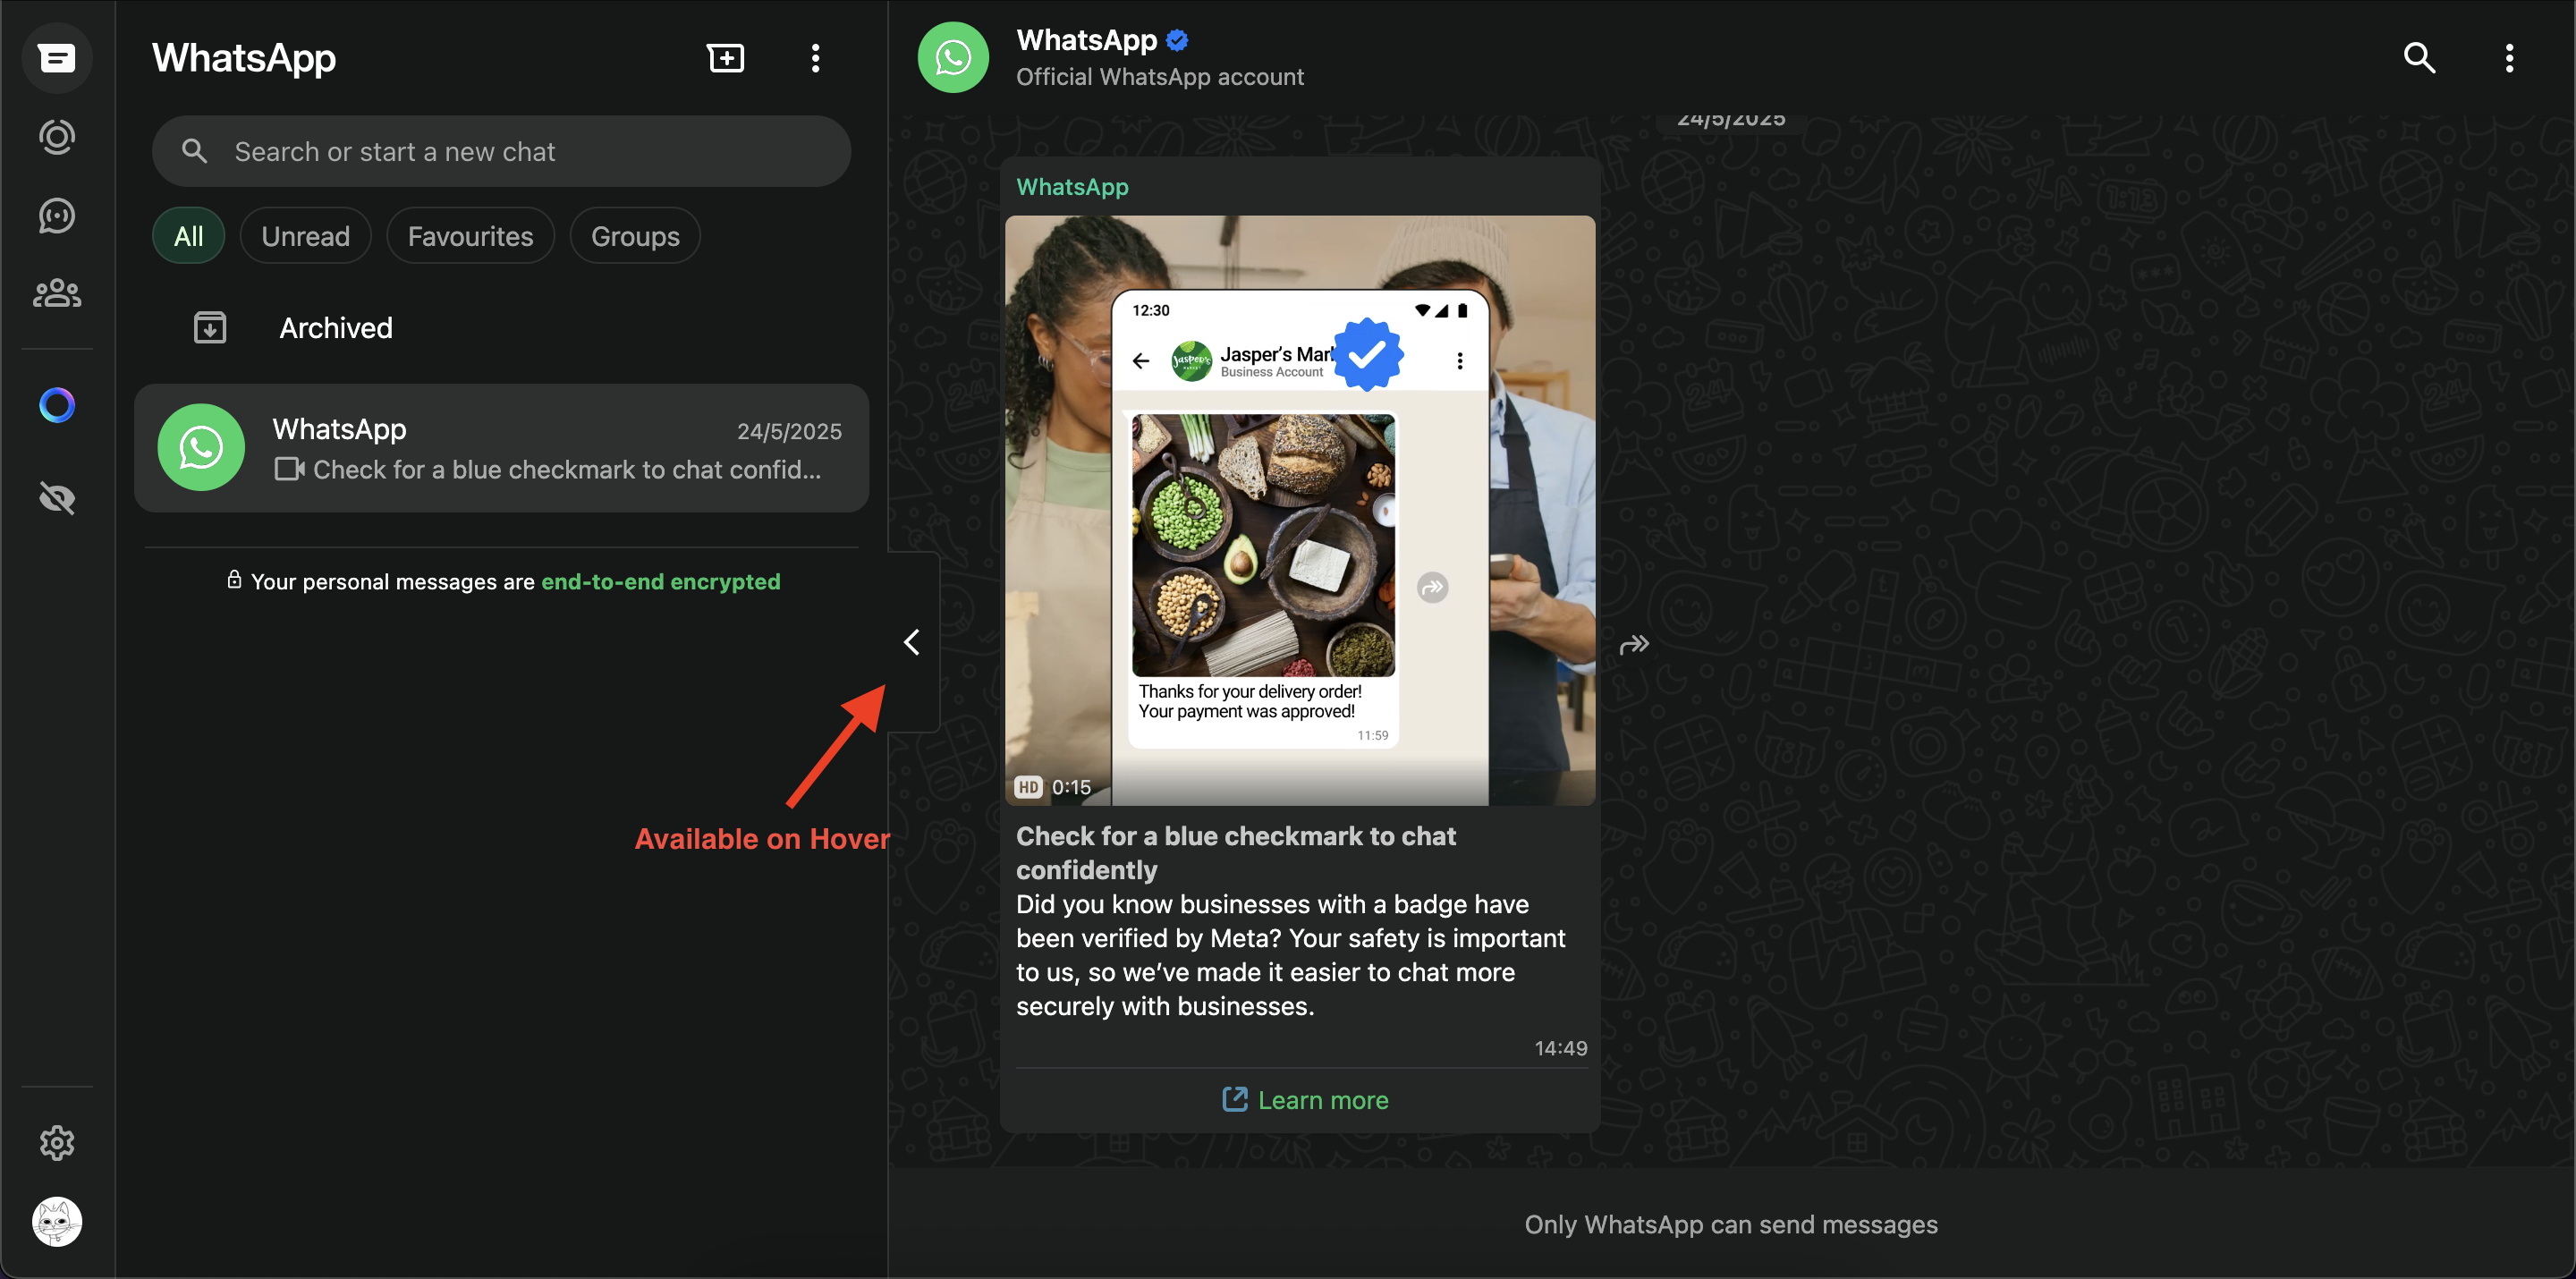 WhatsApp
Search or start a new chat
All
Unread
Favourites
Groups
Archived
WhatsApp
24/5/2025
Check for a blue checkmark to chat confid...
Your personal messages are end-to-end encrypted
Available on Hover
WhatsApp
Official WhatsApp account
24/5/2025
WhatsApp
12:30
Jasper's
MARKET
Jasper’s Mar
Business Account
Thanks for your delivery order!
Your payment was approved!
11:59
HD 0:15
Check for a blue checkmark to chat
confidently
Did you know businesses with a badge have
been verified by Meta? Your safety is important
to us, so we’ve made it easier to chat more
securely with businesses.
14:49
Learn more
Only WhatsApp can send messages